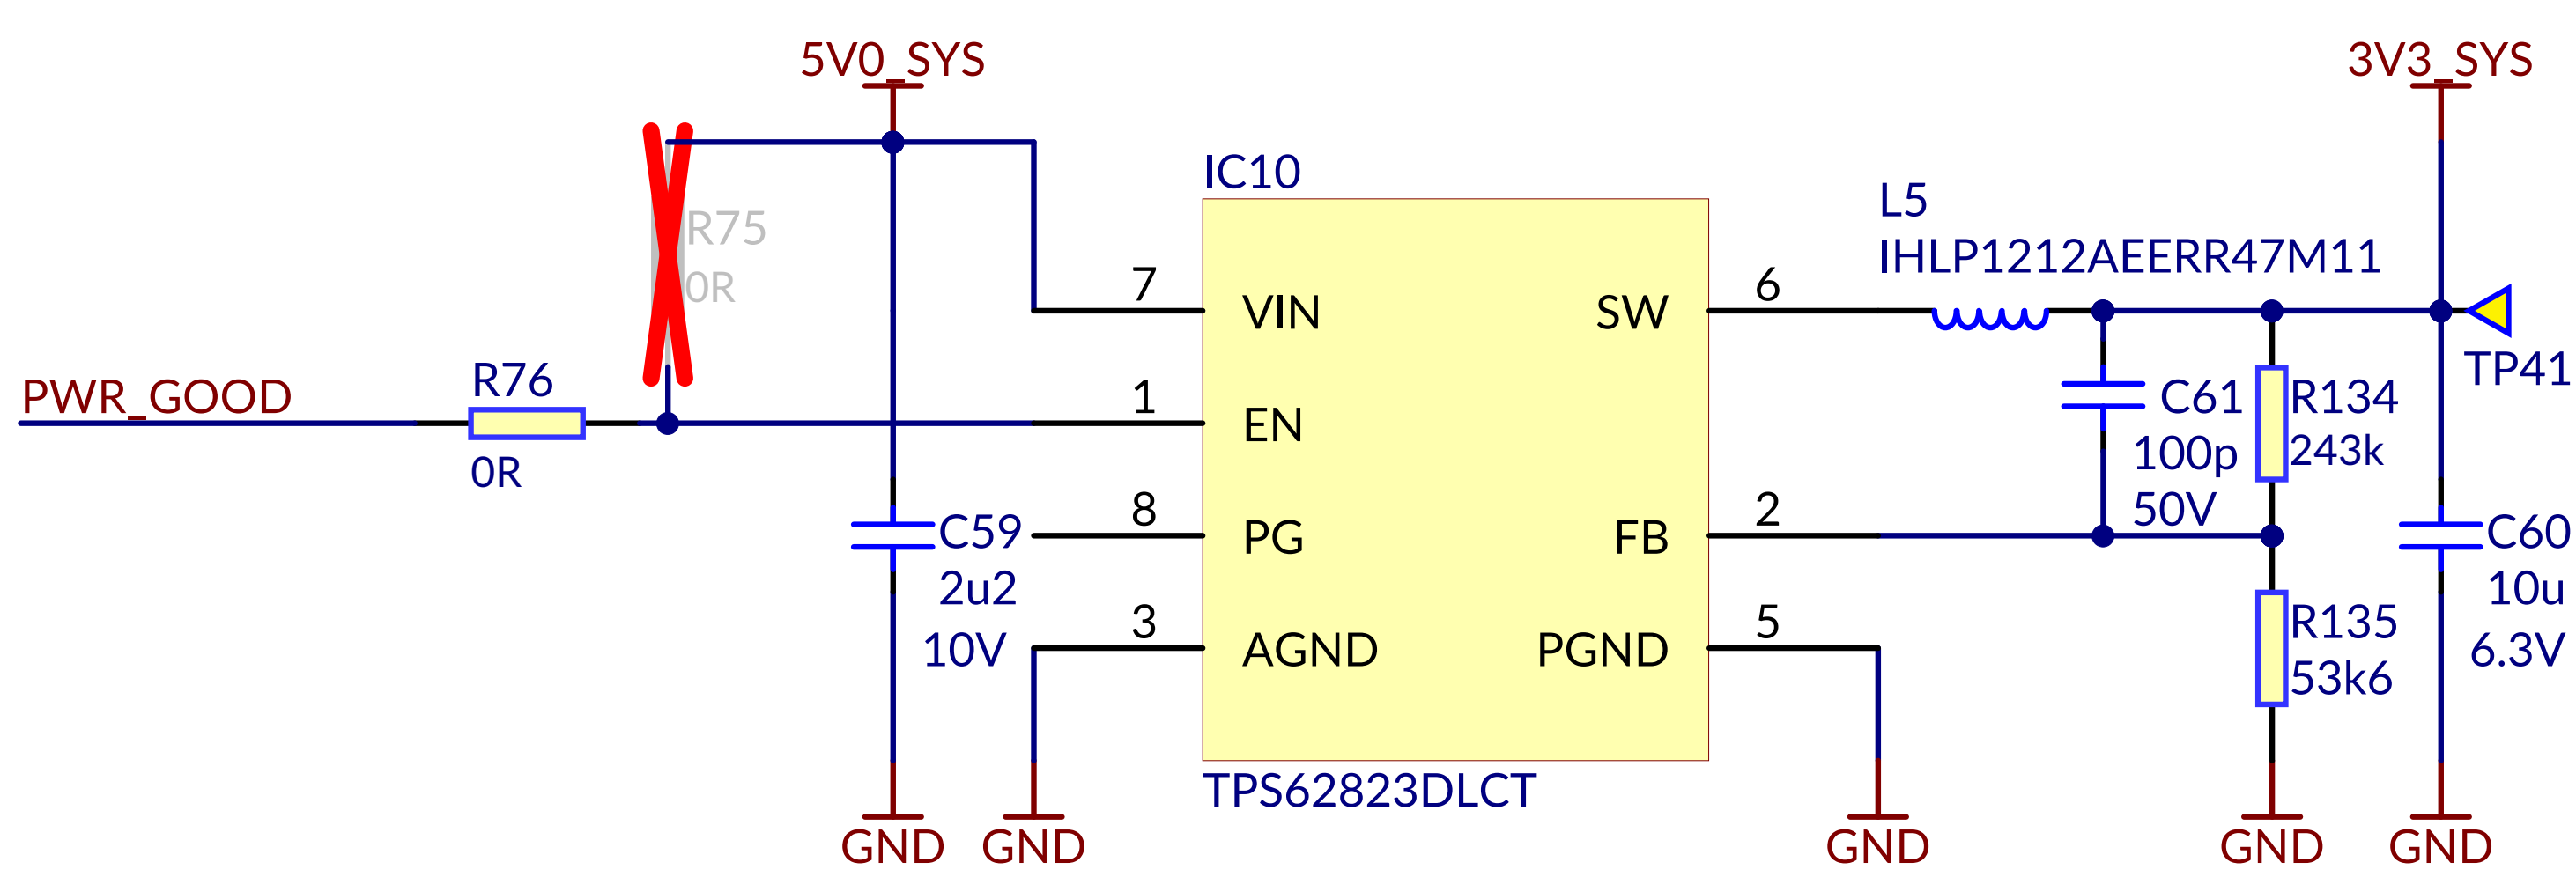 5V0_SYS
3V3_SYS
R75
0R
PWR_GOOD
R76
0R
C59
2u2
10V
GND
GND
IC10
7
VIN
1
EN
8
PG
3
AGND
SW
6
FB
2
PGND
5
TPS62823DLCT
L5
IHLP1212AEERR47M11
TP41
C61
100p
50V
R134
243k
R135
53k6
C60
10u
6.3V
GND
GND
GND